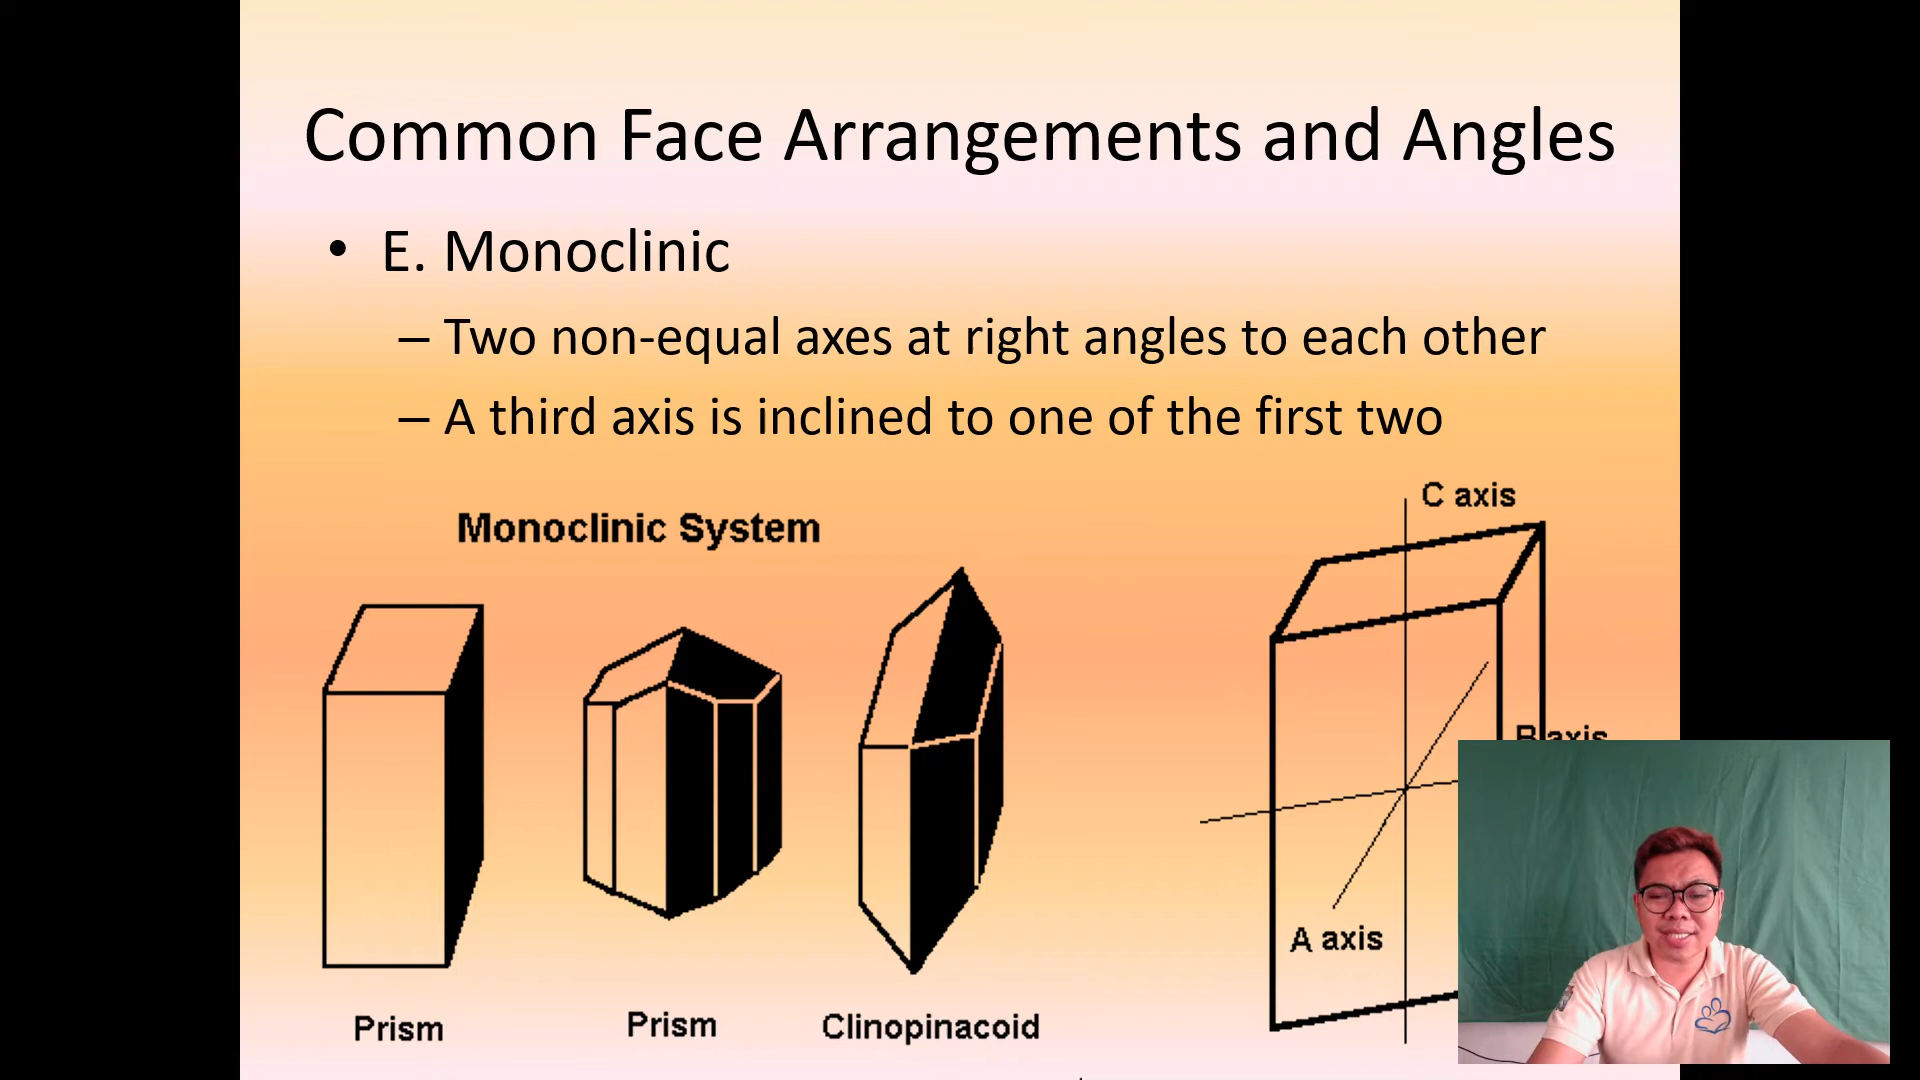 Common Face Arrangements and Angles
• E. Monoclinic
– Two non-equal axes at right angles to each other
– A third axis is inclined to one of the first two
C axis
Monoclinic System
B axis
A axis
Prism
Prism
Clinopinacoid